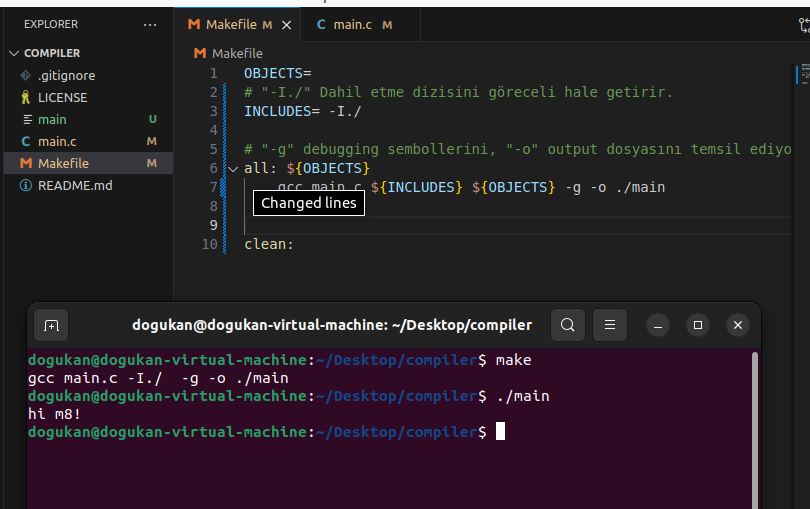 EXPLORER ...
Makefile M
main.c M
COMPILER
.gitignore
LICENSE
main U
main.c M
Makefile M
README.md
Makefile
1 OBJECTS=
2 # "-I./" Dahil etme dizisini göreceli hale getirir.
3 INCLUDES= -I./
4
5 # "-g" debugging sembollerini, "-o" output dosyasını temsil ediyo
6 all: ${OBJECTS}
7 gcc main.c ${INCLUDES} ${OBJECTS} -g -o ./main
Changed lines
8
9
10 clean:
dogukan@dogukan-virtual-machine: ~/Desktop/compiler
dogukan@dogukan-virtual-machine:~/Desktop/compiler$ make
gcc main.c -I./  -g -o ./main
dogukan@dogukan-virtual-machine:~/Desktop/compiler$ ./main
hi m8!
dogukan@dogukan-virtual-machine:~/Desktop/compiler$